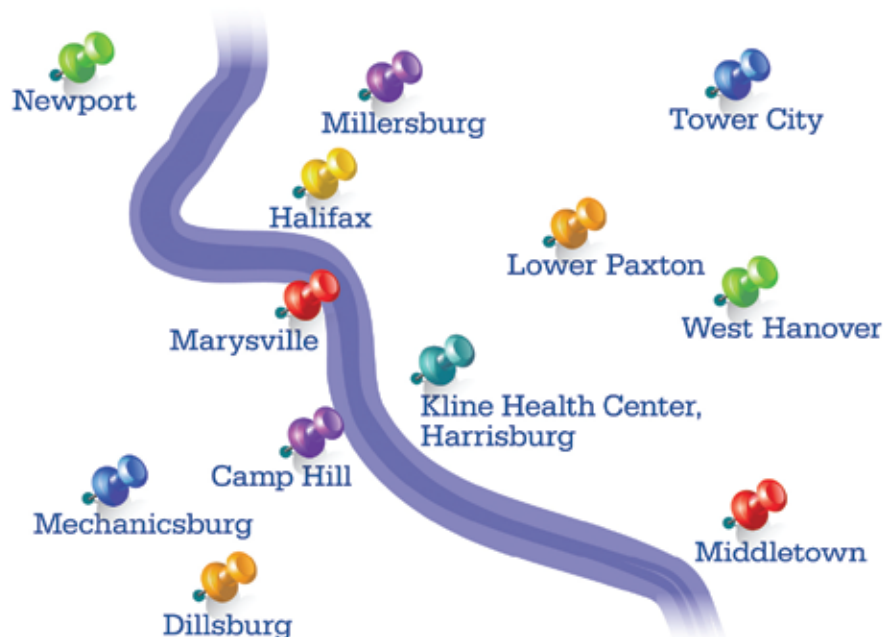 Newport
Millersburg
Tower City
Halifax
Lower Paxton
West Hanover
Marysville
Kline Health Center,
Harrisburg
Camp Hill
Mechanicsburg
Middletown
Dillsburg